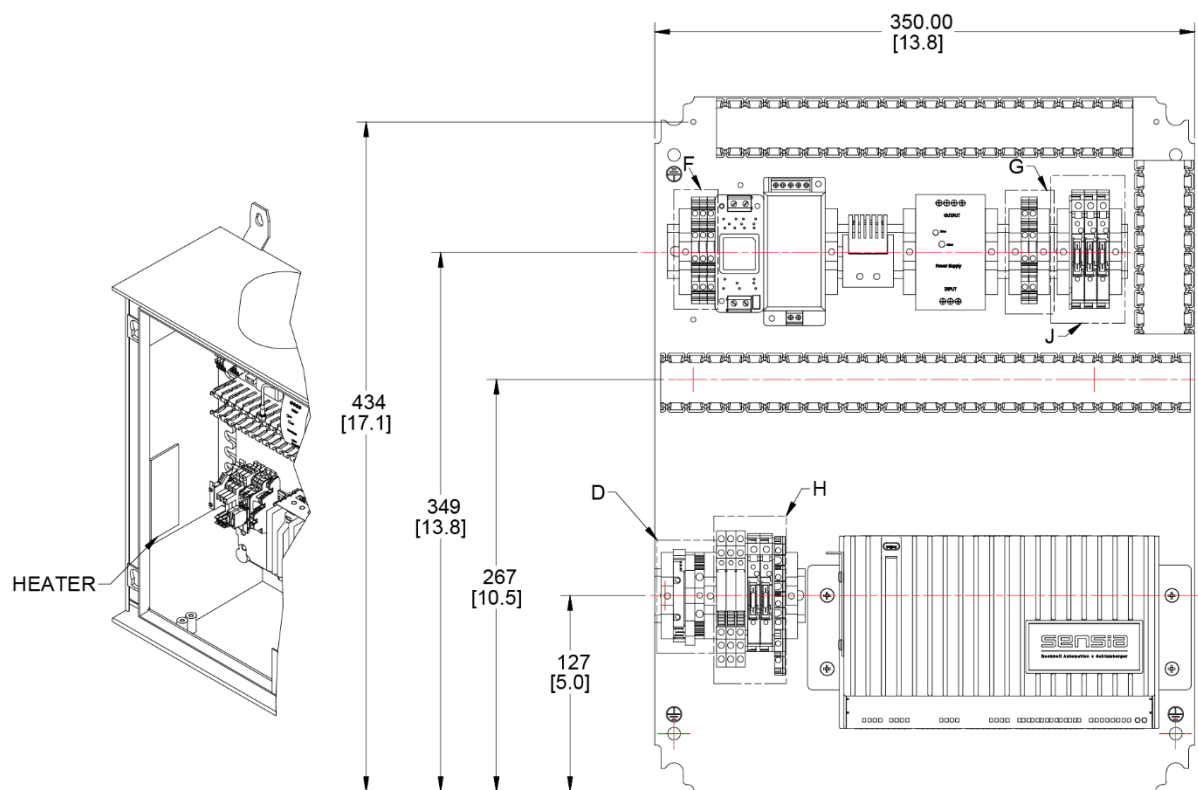 350.00
[13.8]
F
G
OUTPUT
Power Supply
INPUT
J
434
[17.1]
349
[13.8]
D
H
HEATER
267
[10.5]
127
[5.0]
sensia
Rockwell Automation + Schlumberger